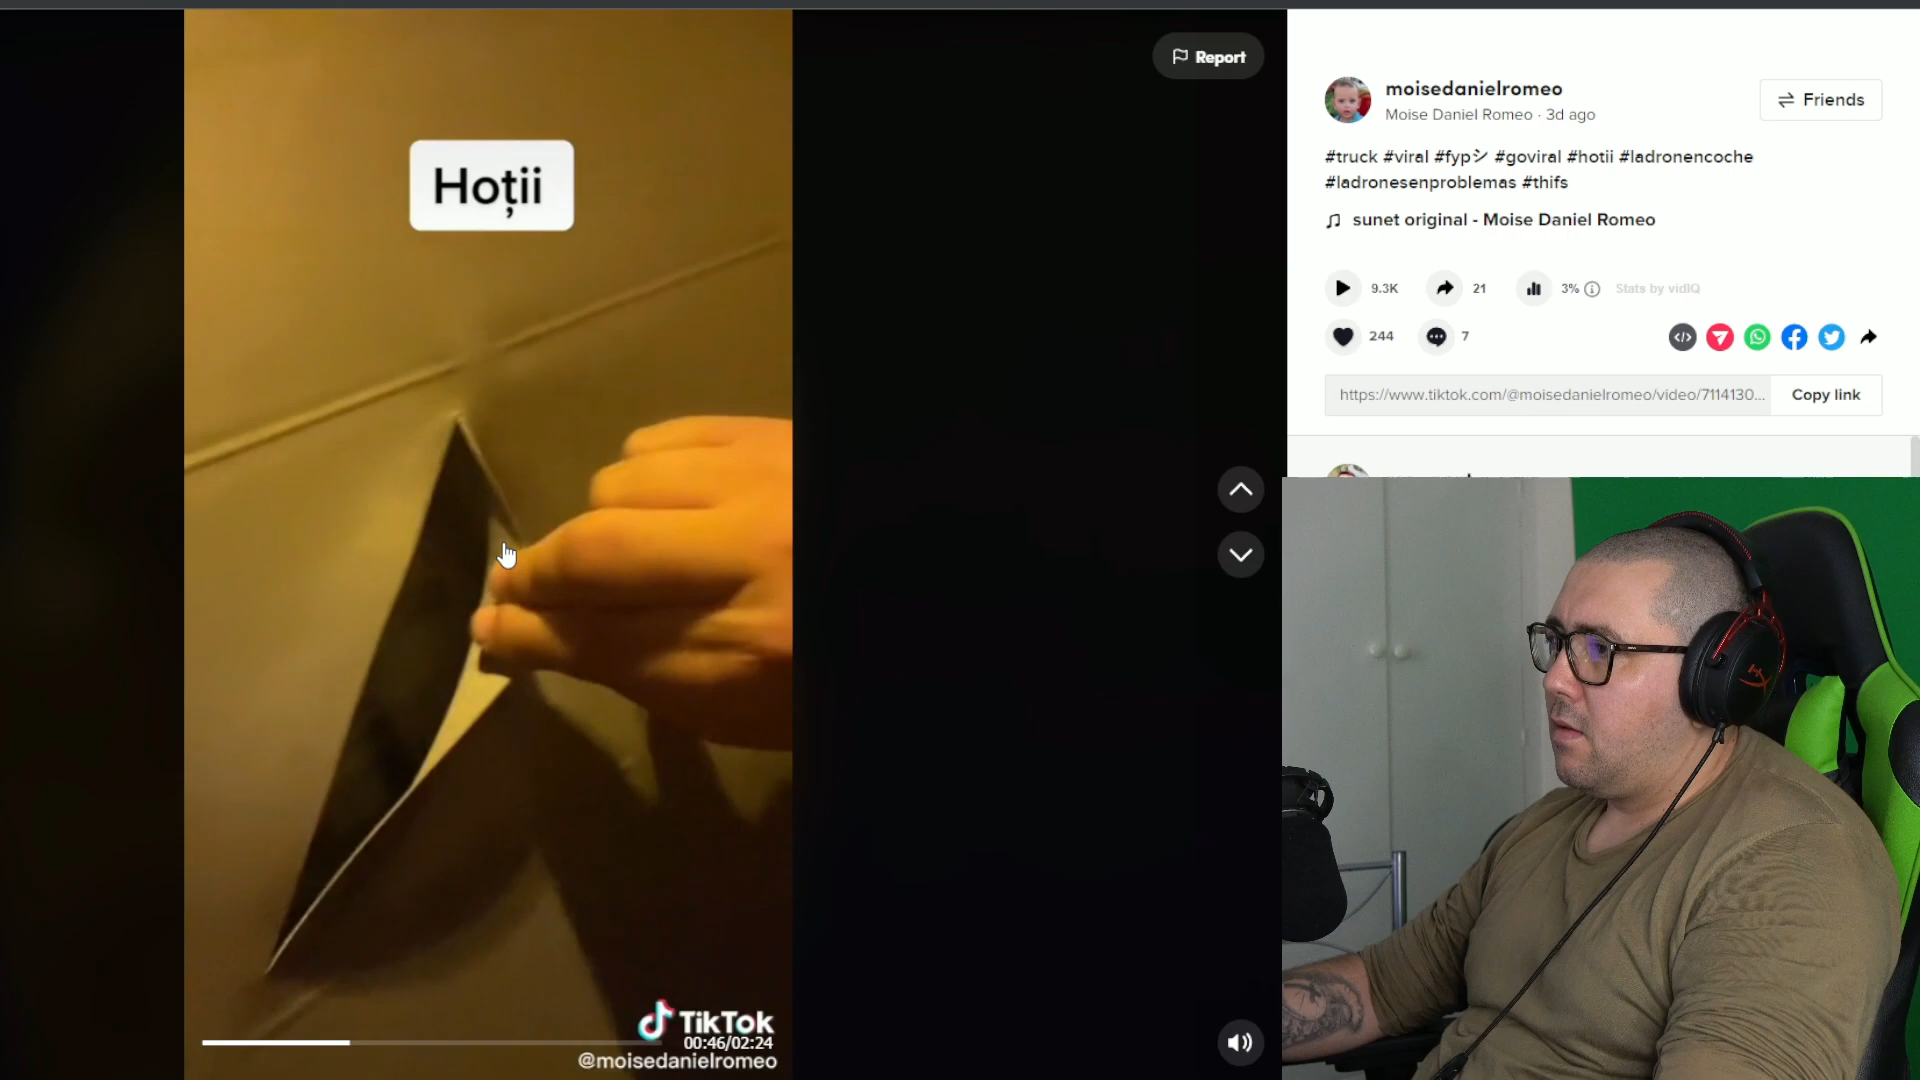 Hoții
TikTok
00:46/02:24
@moisedanielromeo
Report
moisedanielromeo
Moise Daniel Romeo · 3d ago
Friends
#truck #viral #fypシ #goviral #hotii #ladronencoche
#ladronesenproblemas #thifs
sunet original - Moise Daniel Romeo
9.3K
21
3%
Stats by vidIQ
244
7
https://www.tiktok.com/@moisedanielromeo/video/7114130...
Copy link